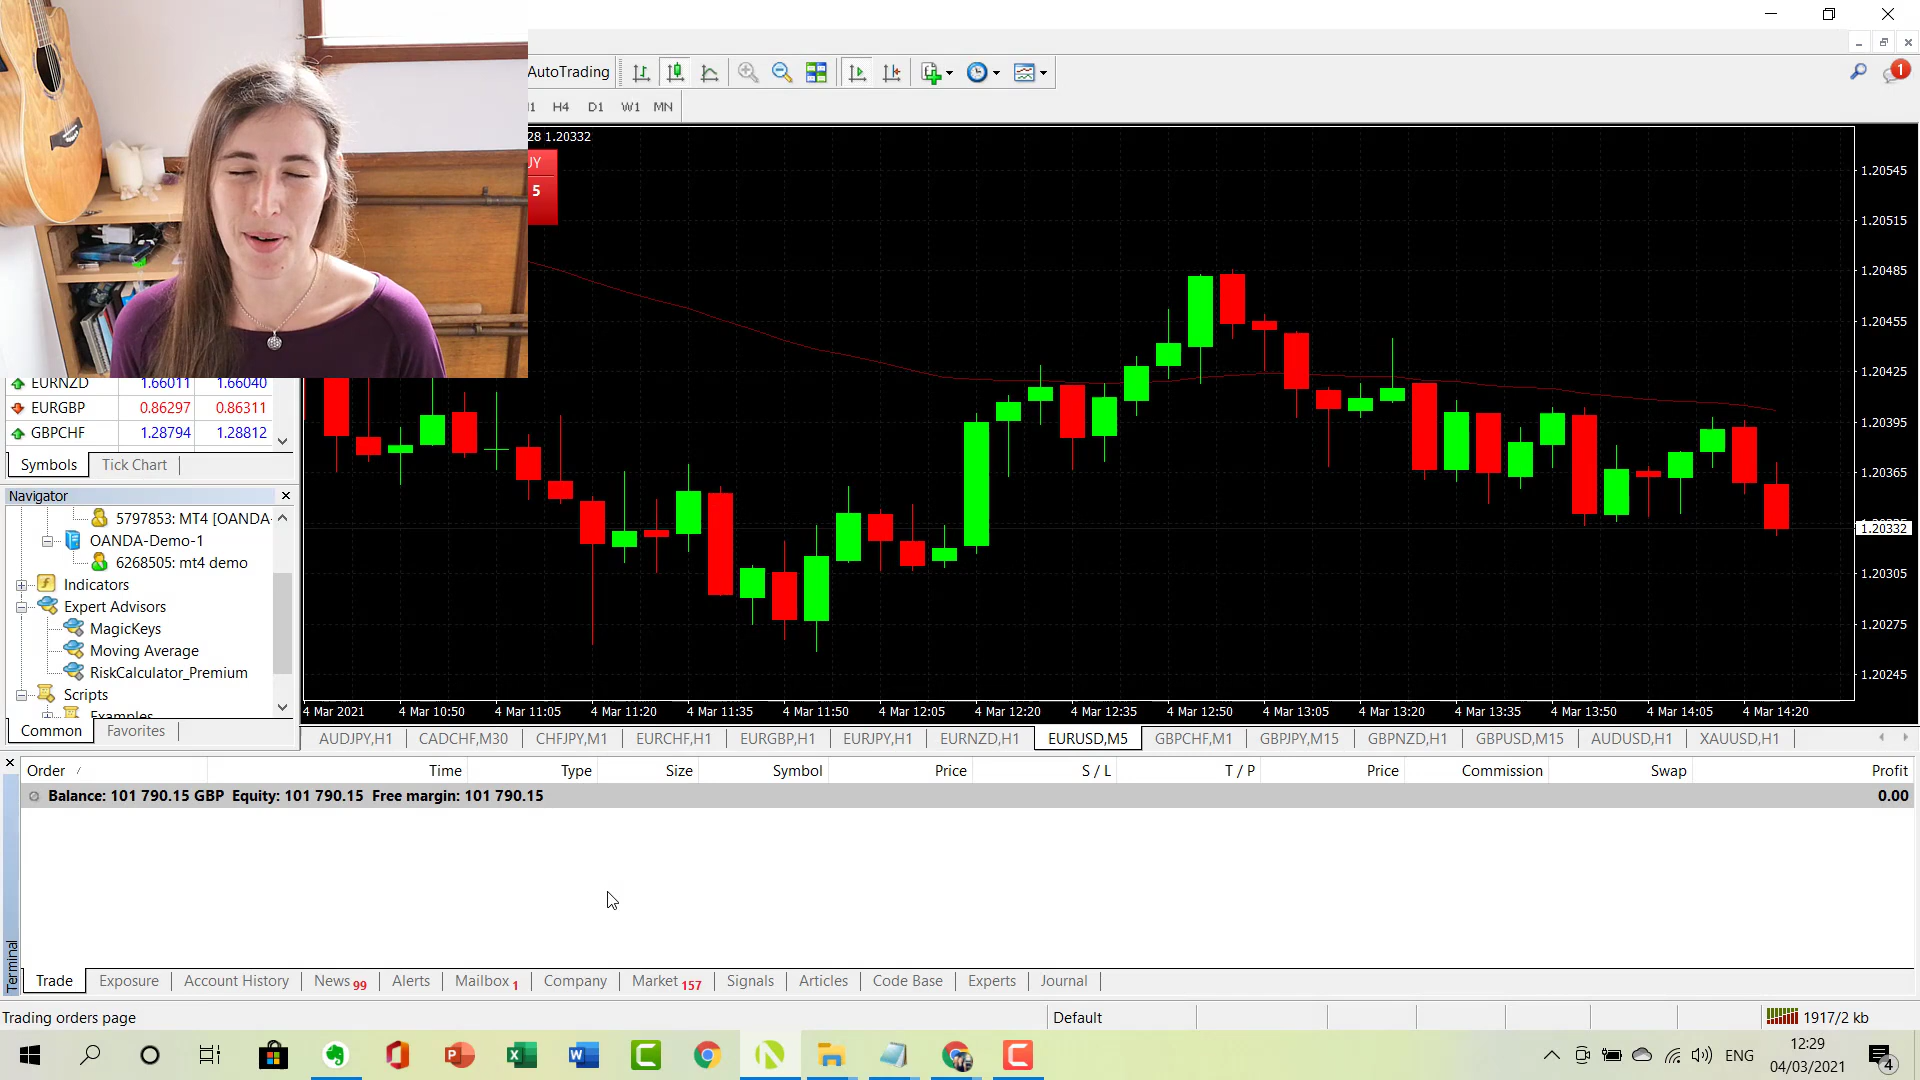 AutoTrading
1
H4 D1 W1 MN
28 1.20332
UY
5
1.20545
1.20515
1.20485
1.20455
1.20425
1.20395
1.20365
1.20332
1.20305
1.20275
1.20245
EURNZD 1.66011 1.66040
EURGBP 0.86297 0.86311
GBPCHF 1.28794 1.28812
Symbols Tick Chart
Navigator
5797853: MT4 [OANDA-
OANDA-Demo-1
6268505: mt4 demo
Indicators
Expert Advisors
MagicKeys
Moving Average
RiskCalculator_Premium
Scripts
Examples
Common Favorites
4 Mar 2021 4 Mar 10:50 4 Mar 11:05 4 Mar 11:20 4 Mar 11:35 4 Mar 11:50 4 Mar 12:05 4 Mar 12:20 4 Mar 12:35 4 Mar 12:50 4 Mar 13:05 4 Mar 13:20 4 Mar 13:35 4 Mar 13:50 4 Mar 14:05 4 Mar 14:20
AUDJPY,H1 CADCHF,M30 CHFJPY,M1 EURCHF,H1 EURGBP,H1 EURJPY,H1 EURNZD,H1 EURUSD,M5 GBPCHF,M1 GBPJPY,M15 GBPNZD,H1 GBPUSD,M15 AUDUSD,H1 XAUUSD,H1
Order / Time Type Size Symbol Price S / L T / P Price Commission Swap Profit
Balance: 101 790.15 GBP Equity: 101 790.15 Free margin: 101 790.15 0.00
Terminal
Trade Exposure Account History News 99 Alerts Mailbox 1 Company Market 157 Signals Articles Code Base Experts Journal
Trading orders page Default 1917/2 kb
ENG 12:29
04/03/2021
4